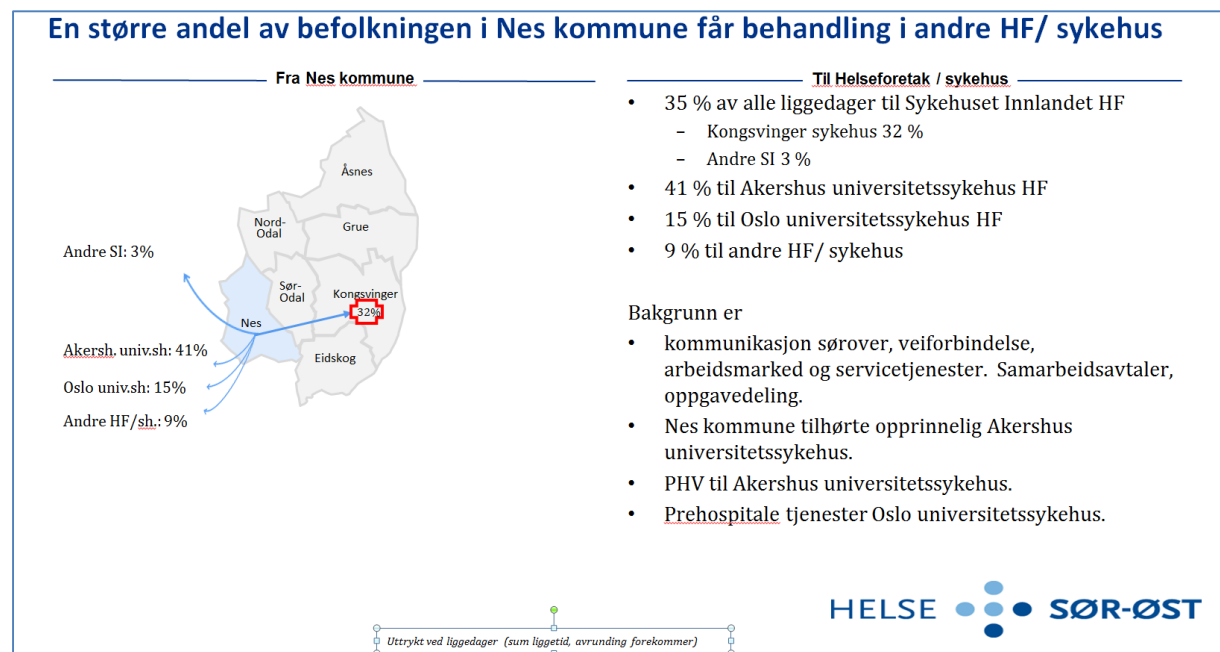 En større andel av befolkningen i Nes kommune får behandling i andre HF/ sykehus
Fra Nes kommune
Åsnes
Nord-
Odal
Grue
Andre SI: 3%
Sør-
Odal
Kongsvinger
32%
Nes
Akersh. univ.sh: 41%
Eidskog
Oslo univ.sh: 15%
Andre HF/sh.: 9%
Til Helseforetak / sykehus
• 35 % av alle liggedager til Sykehuset Innlandet HF
– Kongsvinger sykehus 32 %
– Andre SI 3 %
• 41 % til Akershus universitetssykehus HF
• 15 % til Oslo universitetssykehus HF
• 9 % til andre HF/ sykehus
Bakgrunn er
• kommunikasjon sørover, veiforbindelse,
arbeidsmarked og servicetjenester. Samarbeidsavtaler,
oppgavedeling.
• Nes kommune tilhørte opprinnelig Akershus
universitetssykehus.
• PHV til Akershus universitetssykehus.
• Prehospitale tjenester Oslo universitetssykehus.
HELSE SØR-ØST
Uttrykt ved liggedager (sum liggetid, avrunding forekommer)